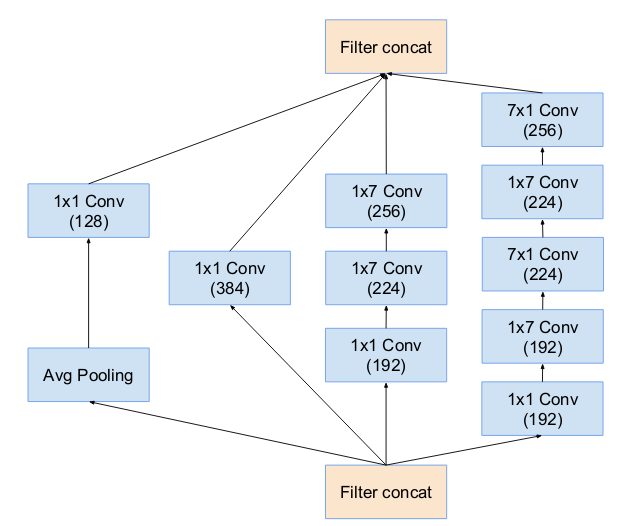 Filter concat
1x1 Conv
(128)
Avg Pooling
1x1 Conv
(384)
1x7 Conv
(256)
1x7 Conv
(224)
1x1 Conv
(192)
7x1 Conv
(256)
1x7 Conv
(224)
7x1 Conv
(224)
1x7 Conv
(192)
1x1 Conv
(192)
Filter concat